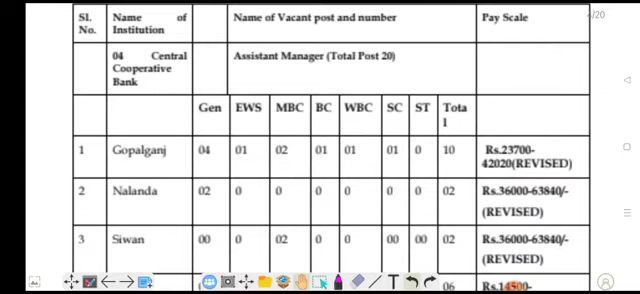 Sl. Name of Name of Vacant post and number Pay Scale
No. Institution
04 Central Assistant Manager (Total Post 20)
Cooperative
Bank
Gen EWS MBC BC WBC SC ST Tota
l
1 Gopalganj 04 01 02 01 01 01 0 10 Rs.23700-
42020(REVISED)
2 Nalanda 02 0 0 0 0 0 0 02 Rs.36000-63840/-
(REVISED)
3 Siwan 00 0 02 0 0 00 00 02 Rs.36000-63840/-
(REVISED)
06 Rs.14500-
/20
T